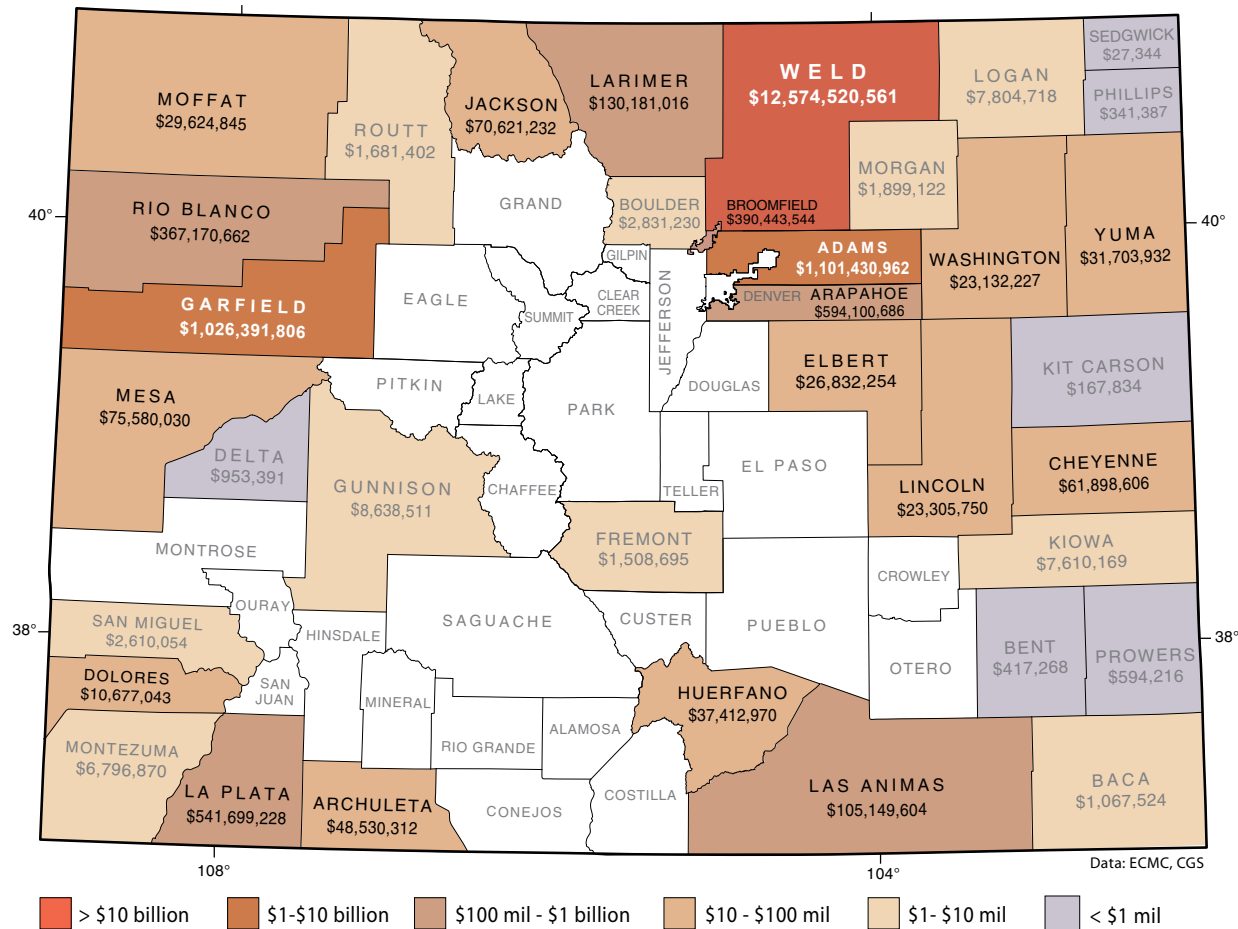 SEDGWICK
$27,344
WELD
$12,574,520,561
LARIMER
$130,181,016
LOGAN
$7,804,718
MOFFAT
$29,624,845
JACKSON
$70,621,232
PHILLIPS
$341,387
ROUTT
$1,681,402
MORGAN
$1,899,122
GRAND
BOULDER
$2,831,230
BROOMFIELD
$390,443,544
40°
RIO BLANCO
$367,170,662
40°
YUMA
$31,703,932
ADAMS
$1,101,430,962
WASHINGTON
$23,132,227
GILPIN
EAGLE
CLEAR
CREEK
DENVER
ARAPAHOE
$594,100,686
GARFIELD
$1,026,391,806
SUMMIT
JEFFERSON
ELBERT
$26,832,254
KIT CARSON
$167,834
PITKIN
DOUGLAS
MESA
$75,580,030
LAKE
PARK
DELTA
$953,391
EL PASO
CHEYENNE
$61,898,606
GUNNISON
$8,638,511
CHAFFEE
TELLER
LINCOLN
$23,305,750
MONTROSE
FREMONT
$1,508,695
KIOWA
$7,610,169
CROWLEY
OURAY
38°
SAN MIGUEL
$2,610,054
HINSDALE
SAGUACHE
CUSTER
PUEBLO
38°
BENT
$417,268
PROWERS
$594,216
OTERO
DOLORES
$10,677,043
SAN
JUAN
MINERAL
HUERFANO
$37,412,970
ALAMOSA
RIO GRANDE
MONTEZUMA
$6,796,870
LA PLATA
$541,699,228
ARCHULETA
$48,530,312
CONEJOS
COSTILLA
LAS ANIMAS
$105,149,604
BACA
$1,067,524
108°
104°
Data: ECMC, CGS
> $10 billion
$1-$10 billion
$100 mil - $1 billion
$10 - $100 mil
$1- $10 mil
< $1 mil